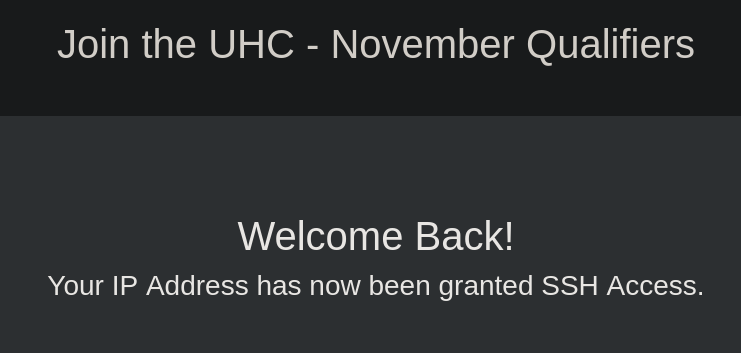 Join the UHC - November Qualifiers
Welcome Back!
Your IP Address has now been granted SSH Access.